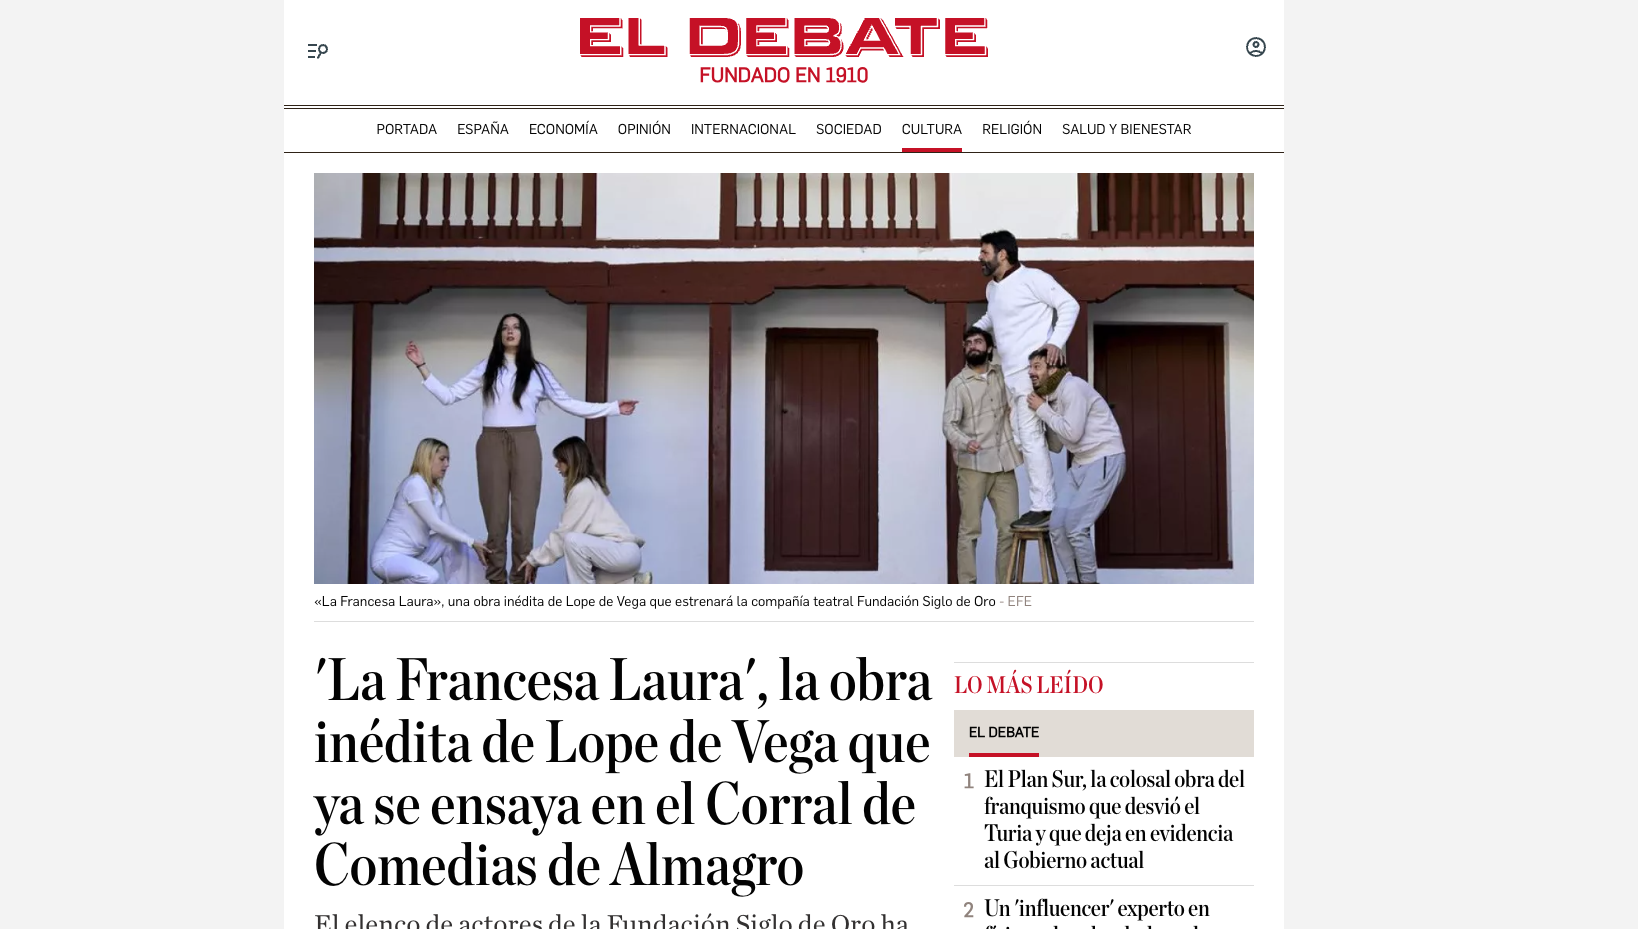 EL DEBATE
FUNDADO EN 1910
PORTADA ESPAÑA ECONOMÍA OPINIÓN INTERNACIONAL SOCIEDAD CULTURA RELIGIÓN SALUD Y BIENESTAR
«La Francesa Laura», una obra inédita de Lope de Vega que estrenará la compañía teatral Fundación Siglo de Oro - EFE
'La Francesa Laura', la obra
inédita de Lope de Vega que
ya se ensaya en el Corral de
Comedias de Almagro
El elenco de actores de la Fundación Siglo de Oro ha
LO MÁS LEÍDO
EL DEBATE
1 El Plan Sur, la colosal obra del
franquismo que desvió el
Turia y que deja en evidencia
al Gobierno actual
2 Un 'influencer' experto en